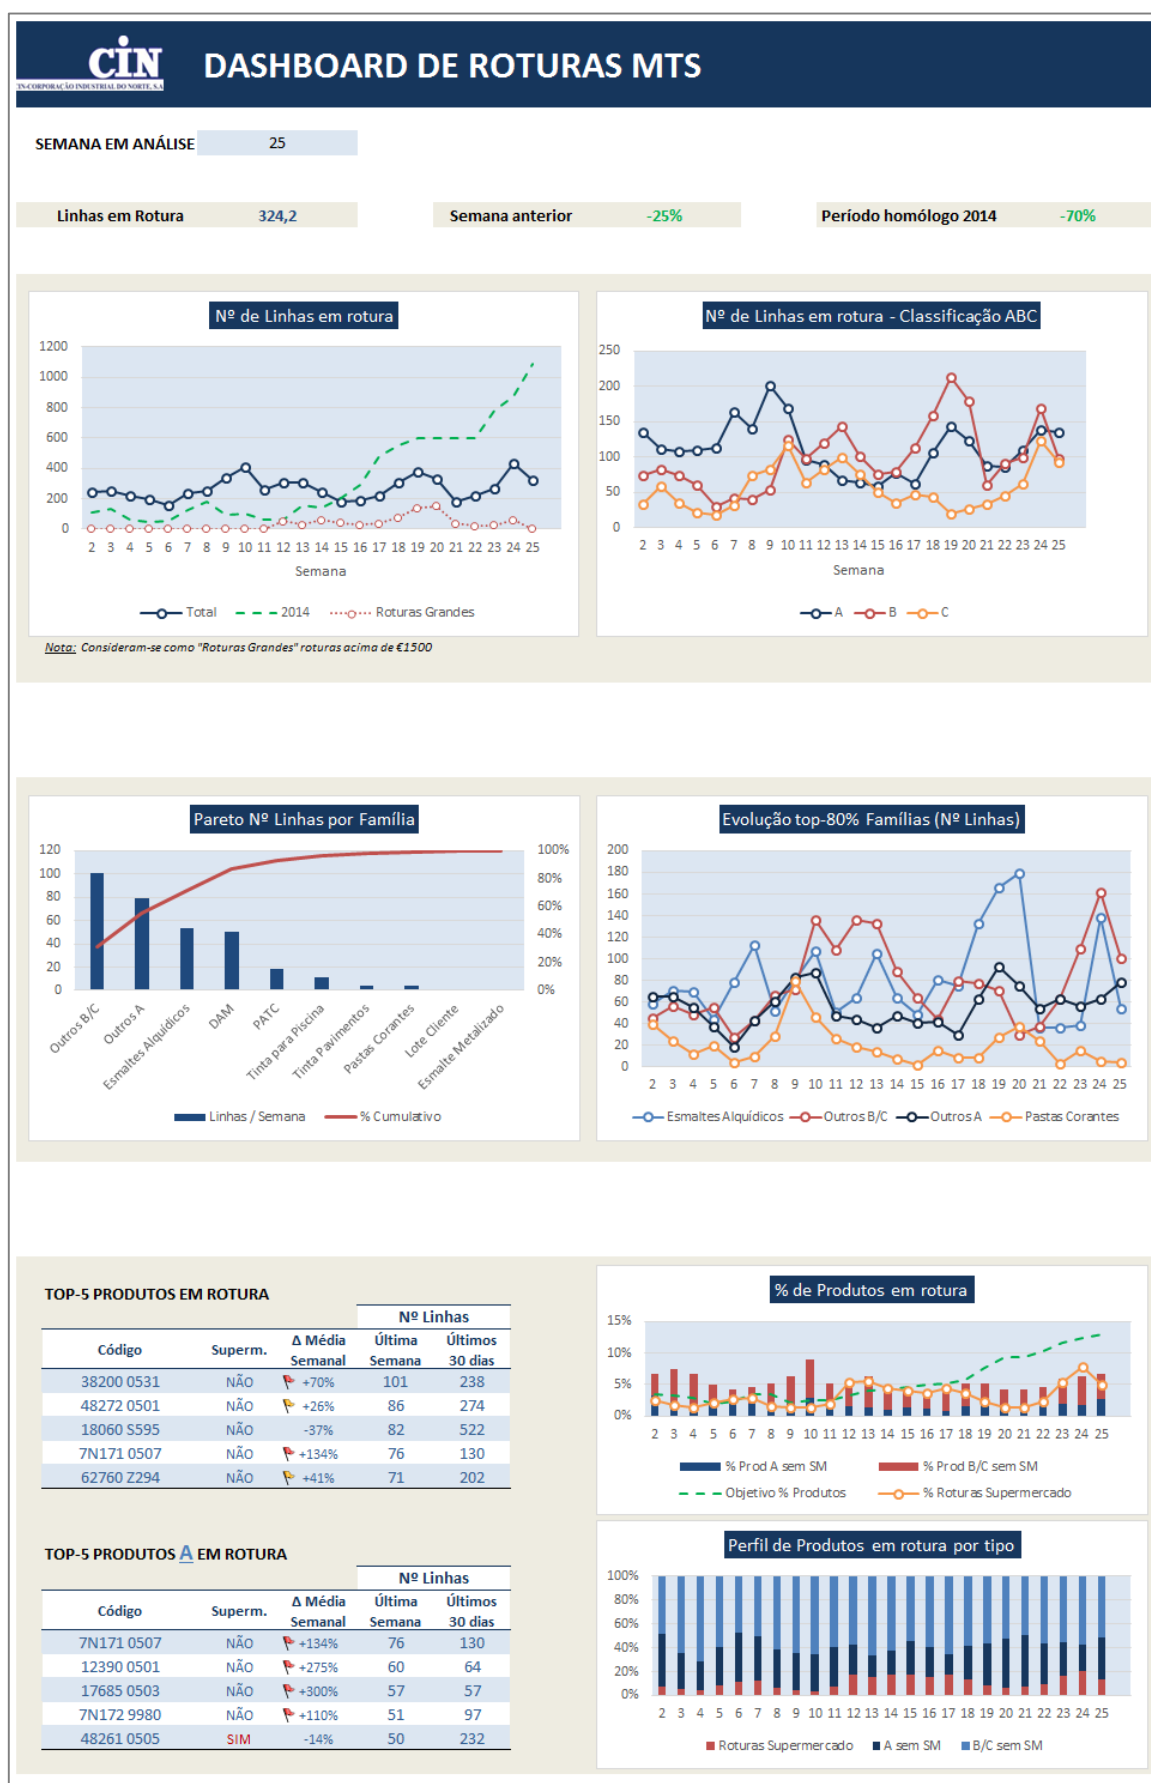 CIN
CIN-CORPORAÇÃO INDUSTRIAL DO NORTE, S.A
DASHBOARD DE ROTURAS MTS
SEMANA EM ANÁLISE 25
Linhas em Rotura 324,2 Semana anterior -25% Período homólogo 2014 -70%
Nº de Linhas em rotura
1200
1000
800
600
400
200
0
2 3 4 5 6 7 8 9 10 11 12 13 14 15 16 17 18 19 20 21 22 23 24 25
Semana
Total 2014 Roturas Grandes
Nota: Consideram-se como "Roturas Grandes" roturas acima de €1500
Nº de Linhas em rotura - Classificação ABC
250
200
150
100
50
0
2 3 4 5 6 7 8 9 10 11 12 13 14 15 16 17 18 19 20 21 22 23 24 25
Semana
A B C
Pareto Nº Linhas por Família
120 100%
100 80%
80 60%
60 40%
40 20%
20 0%
0
Outros B/C
Outros A
Esmaltes Alquídicos
DAM
PATC
Tinta para Piscina
Tinta Pavimentos
Pastas Corantes
Lote Cliente
Esmalte Metalizado
Linhas / Semana % Cumulativo
Evolução top-80% Famílias (Nº Linhas)
200
180
160
140
120
100
80
60
40
20
0
2 3 4 5 6 7 8 9 10 11 12 13 14 15 16 17 18 19 20 21 22 23 24 25
Esmaltes Alquídicos Outros B/C Outros A Pastas Corantes
TOP-5 PRODUTOS EM ROTURA
Nº Linhas
Código Superm. Δ Média Semanal Última Semana Últimos 30 dias
38200 0531 NÃO +70% 101 238
48272 0501 NÃO +26% 86 274
18060 S595 NÃO -37% 82 522
7N171 0507 NÃO +134% 76 130
62760 Z294 NÃO +41% 71 202
TOP-5 PRODUTOS A EM ROTURA
Nº Linhas
Código Superm. Δ Média Semanal Última Semana Últimos 30 dias
7N171 0507 NÃO +134% 76 130
12390 0501 NÃO +275% 60 64
17685 0503 NÃO +300% 57 57
7N172 9980 NÃO +110% 51 97
48261 0505 SIM -14% 50 232
% de Produtos em rotura
15%
10%
5%
0%
2 3 4 5 6 7 8 9 10 11 12 13 14 15 16 17 18 19 20 21 22 23 24 25
% Prod A sem SM % Prod B/C sem SM
Objetivo % Produtos % Roturas Supermercado
Perfil de Produtos em rotura por tipo
100%
80%
60%
40%
20%
0%
2 3 4 5 6 7 8 9 10 11 12 13 14 15 16 17 18 19 20 21 22 23 24 25
Roturas Supermercado A sem SM B/C sem SM